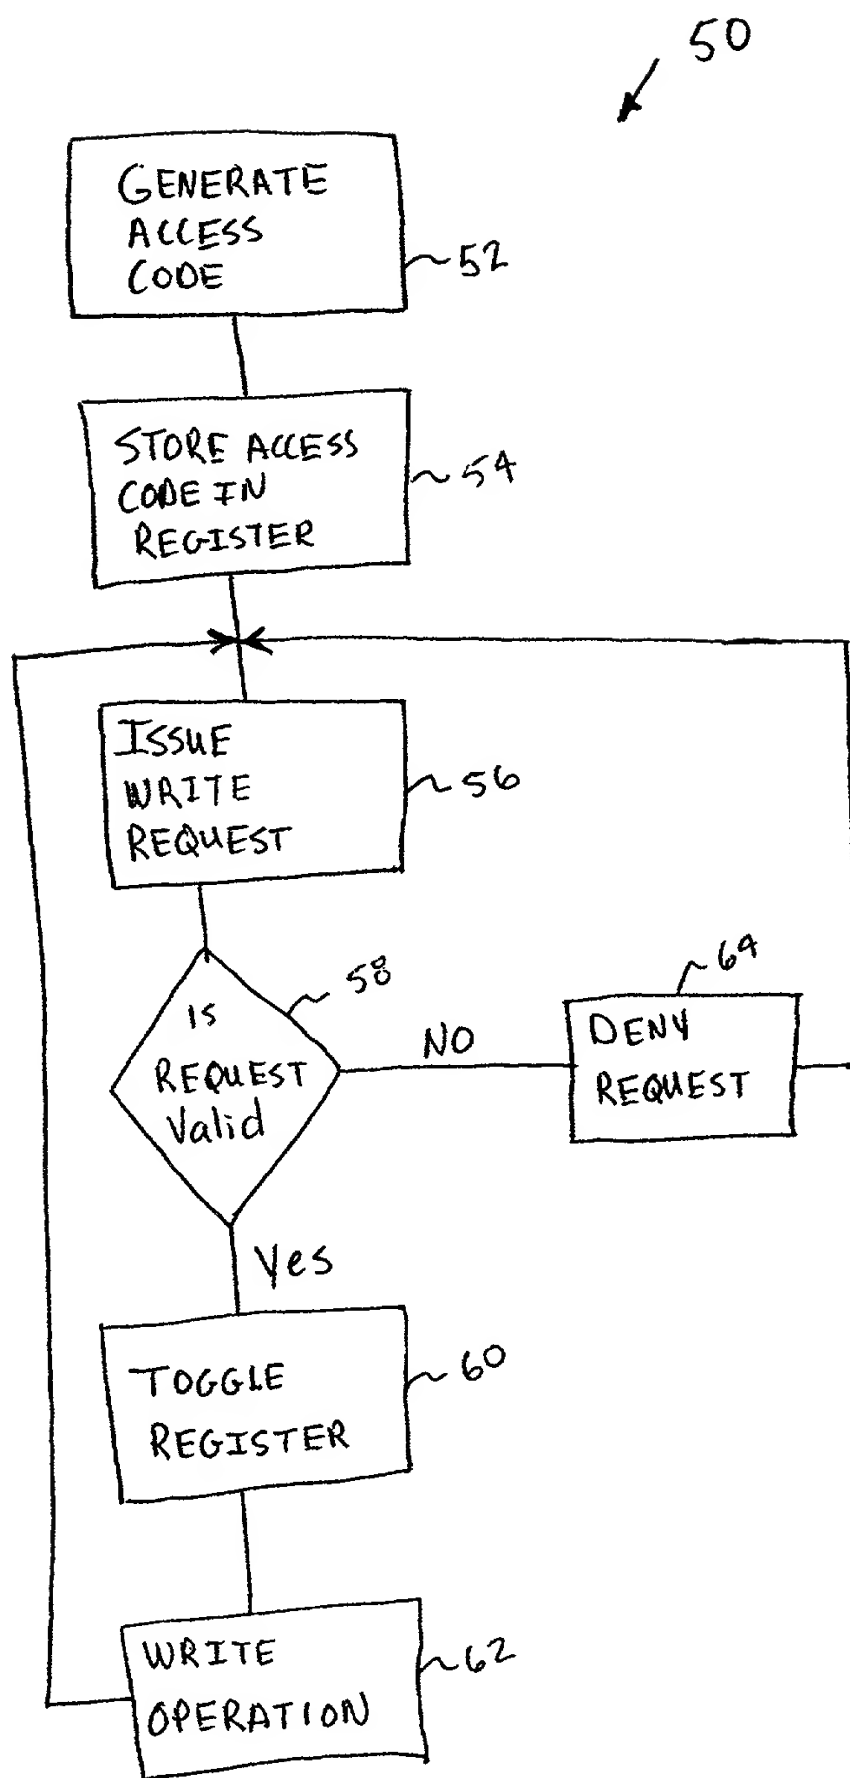 50
GENERATE
ACCESS
CODE
52
STORE ACCESS
CODE IN
REGISTER
54
ISSUE
WRITE
REQUEST
56
58
Is
REQUEST
Valid
NO
64
DENY
REQUEST
Yes
TOGGLE
REGISTER
60
WRITE
OPERATION
62